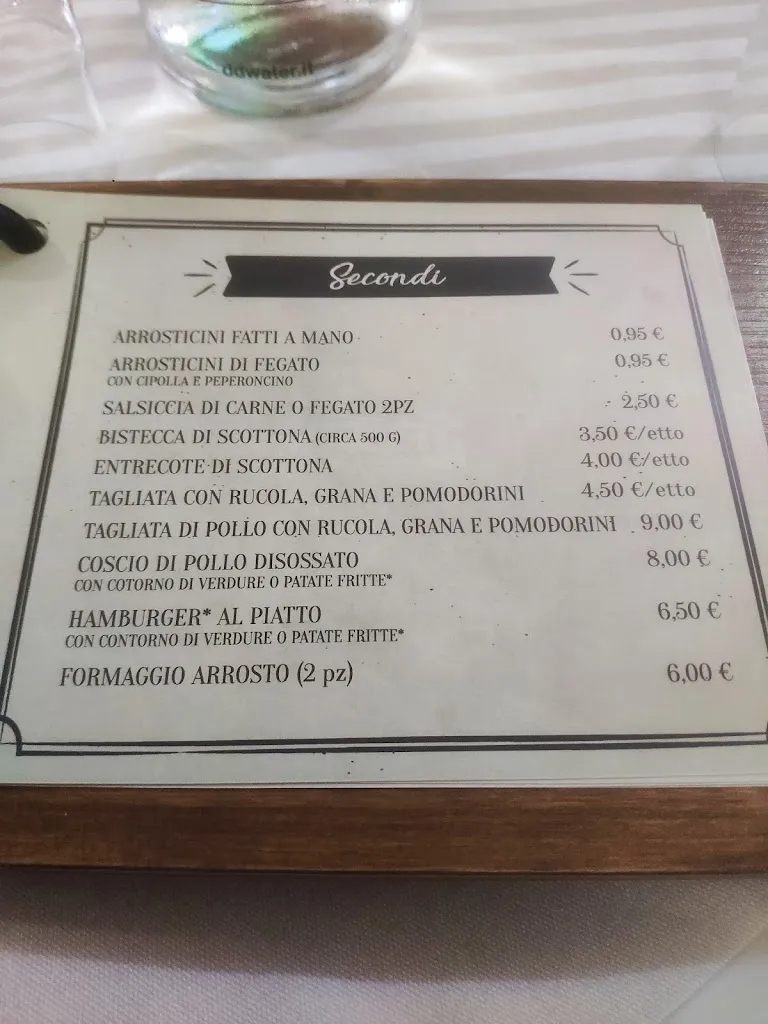 ddwater.it
Secondi
ARROSTICINI FATTI A MANO 0,95 €
ARROSTICINI DI FEGATO 0,95 €
CON CIPOLLA E PEPERONCINO
SALSICCIA DI CARNE O FEGATO 2PZ 2,50 €
BISTECCA DI SCOTTONA (CIRCA 500 G) 3,50 €/etto
ENTRECOTE DI SCOTTONA 4,00 €/etto
TAGLIATA CON RUCOLA, GRANA E POMODORINI 4,50 €/etto
TAGLIATA DI POLLO CON RUCOLA, GRANA E POMODORINI 9,00 €
COSCIO DI POLLO DISOSSATO 8,00 €
CON COTORNO DI VERDURE O PATATE FRITTE*
HAMBURGER* AL PIATTO 6,50 €
CON CONTORNO DI VERDURE O PATATE FRITTE*
FORMAGGIO ARROSTO (2 pz) 6,00 €